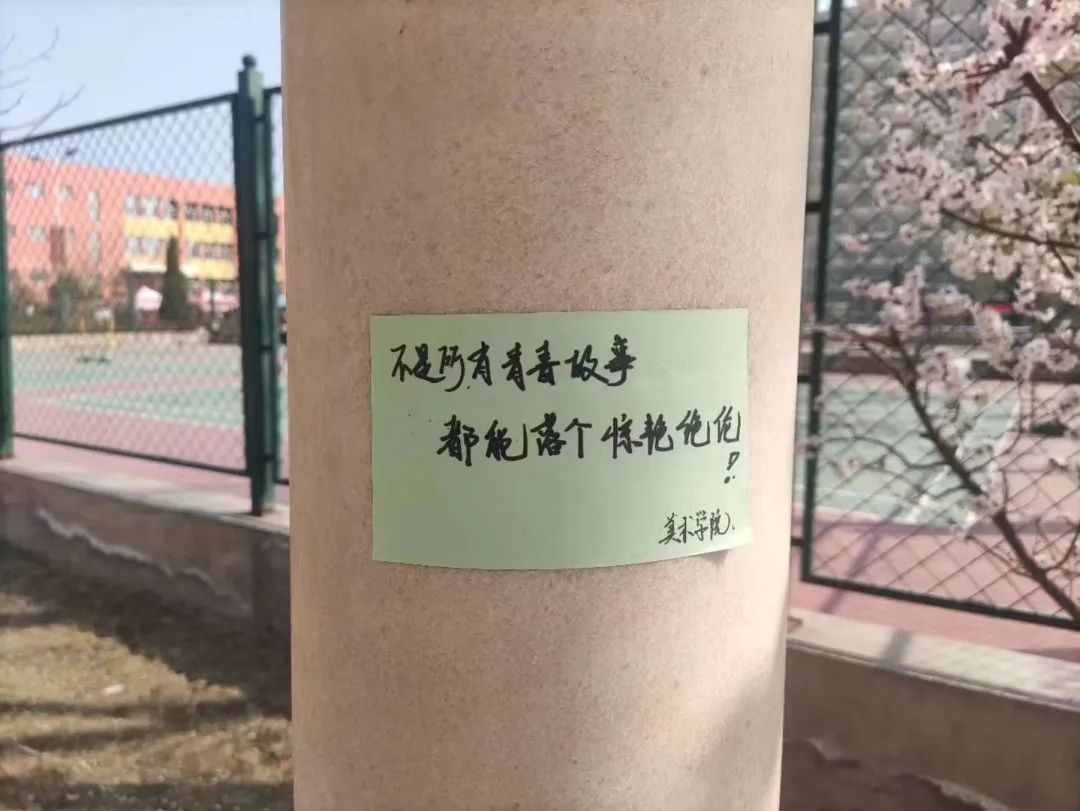 不是所有青春故事
都能落个惊艳绝伦!
美术学院.